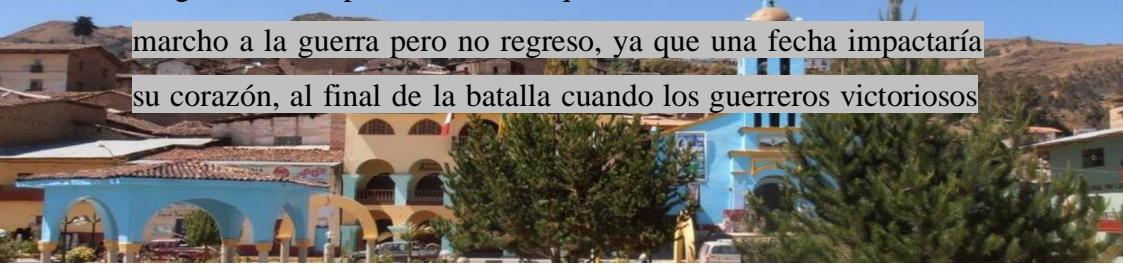 marcho a la guerra pero no regreso, ya que una fecha impactaría
su corazón, al final de la batalla cuando los guerreros victoriosos